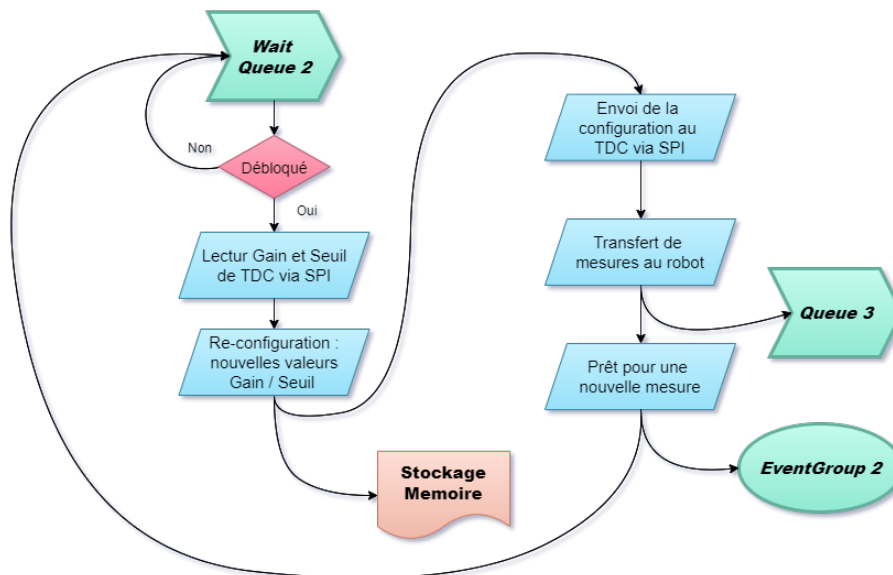 Wait
Queue 2
Non
Débloqué
Oui
Lectur Gain et Seuil
de TDC via SPI
Re-configuration :
nouvelles valeurs
Gain / Seuil
Stockage
Memoire
Envoi de la
configuration au
TDC via SPI
Transfert de
mesures au robot
Queue 3
Prêt pour une
nouvelle mesure
EventGroup 2